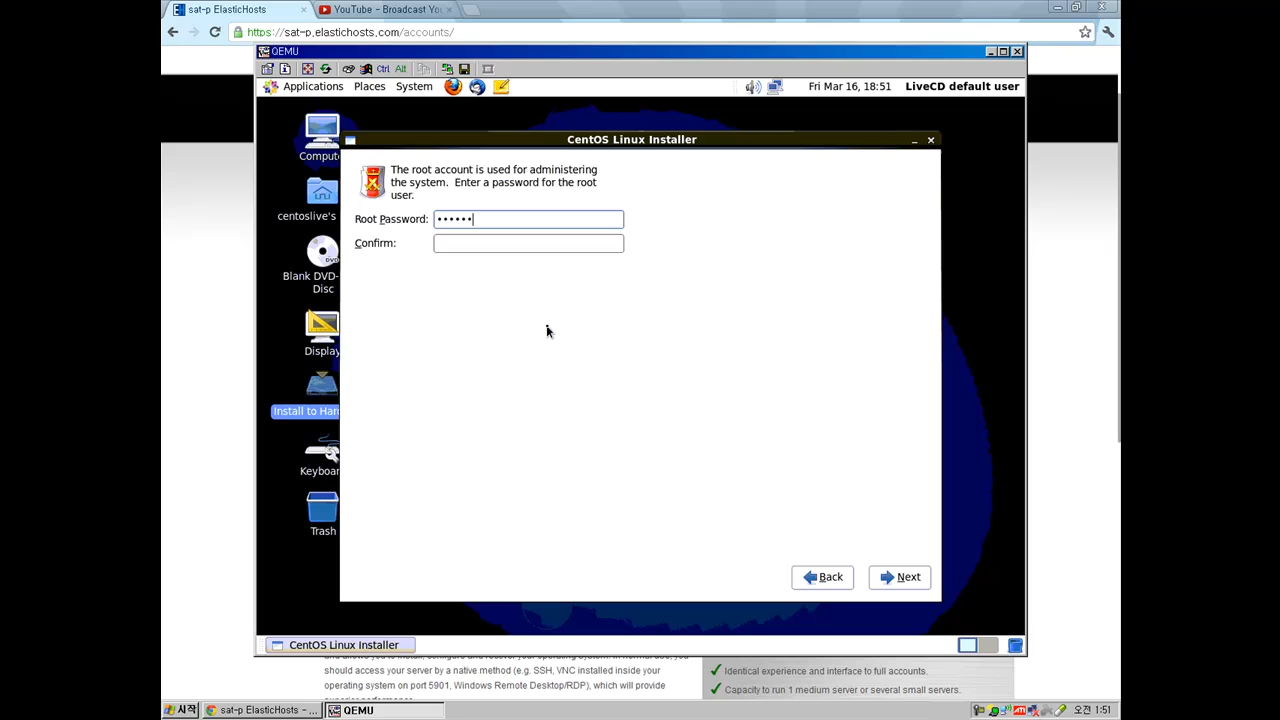 sat-p ElasticHosts
YouTube - Broadcast You
https://sat-p.elastichosts.com/accounts/
QEMU
Ctrl Alt
Applications Places System
Fri Mar 16, 18:51 LiveCD default user
CentOS Linux Installer
The root account is used for administering
the system. Enter a password for the root
user.
Root Password: ••••••
Confirm:
Comput
centoslive's
Blank DVD-
Disc
Display
Install to Har
Keyboar
Trash
Back
Next
CentOS Linux Installer
should access your server by a native method (e.g. SSH, VNC installed inside your
operating system on port 5901, Windows Remote Desktop/RDP), which will provide
Identical experience and interface to full accounts.
Capacity to run 1 medium server or several small servers.
시작
sat-p ElasticHosts - ...
QEMU
오전 1:51